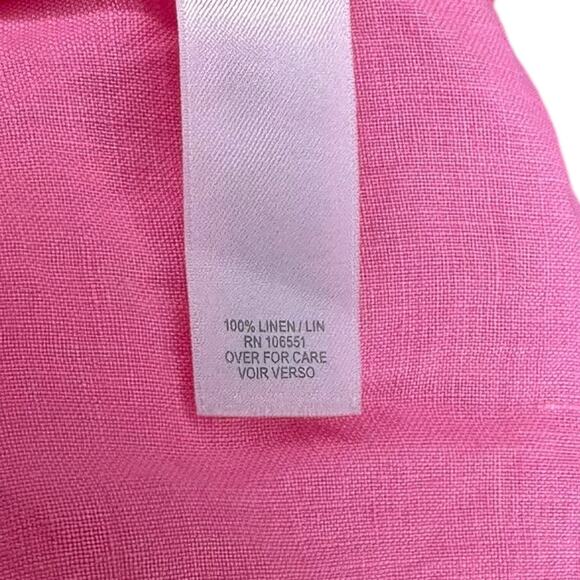 100% LINEN / LIN
RN 106551
OVER FOR CARE
VOIR VERSO